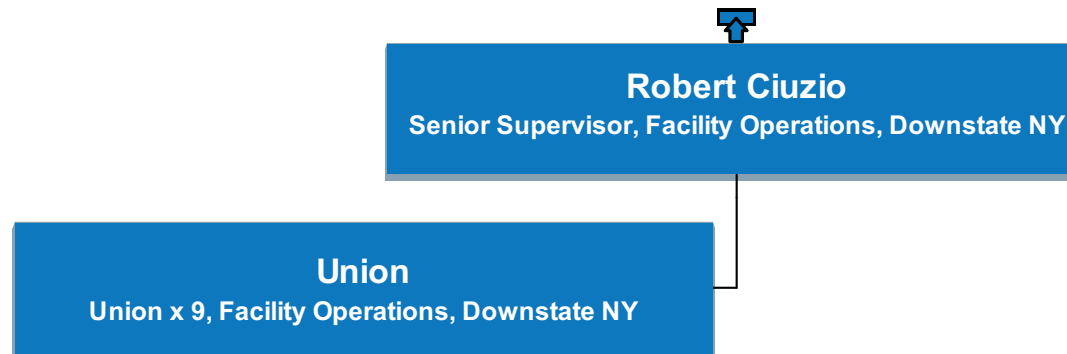 Robert Ciuzio
Senior Supervisor, Facility Operations, Downstate NY
Union
Union x 9, Facility Operations, Downstate NY